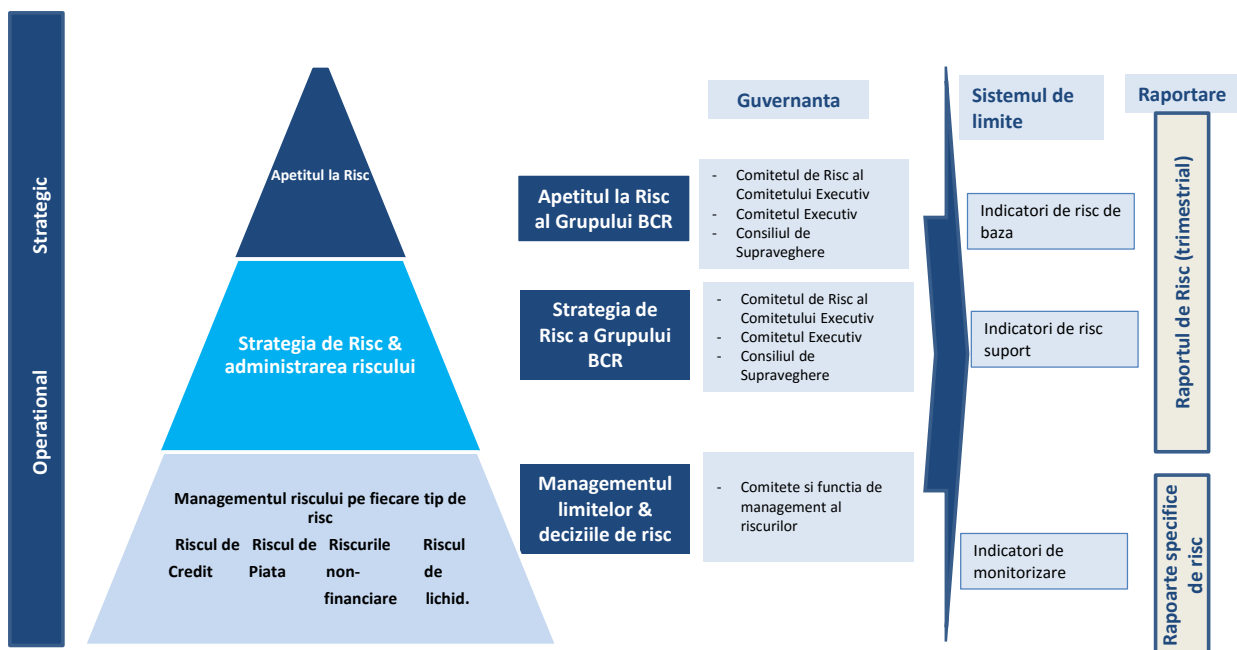 Strategic
Operational
Apetitul la Risc
Strategia de Risc &
administrarea riscului
Managementul riscului pe fiecare tip de
risc
Riscul de Riscul de Riscurile Riscul
Credit Piata non- de
financiare lichid.
Guvernanta
Apetitul la Risc
al Grupului BCR
- Comitetul de Risc al
Comitetului Executiv
- Comitetul Executiv
- Consiliul de
Supraveghere
Strategia de
Risc a Grupului
BCR
- Comitetul de Risc al
Comitetului Executiv
- Comitetul Executiv
- Consiliul de
Supraveghere
Managementul
limitelor &
deciziile de risc
- Comitete si functia de
management al
riscurilor
Sistemul de
limite
Indicatori de risc de
baza
Indicatori de risc
suport
Indicatori de
monitorizare
Raportare
Raportul de Risc (trimestrial)
Rapoarte specifice
de risc